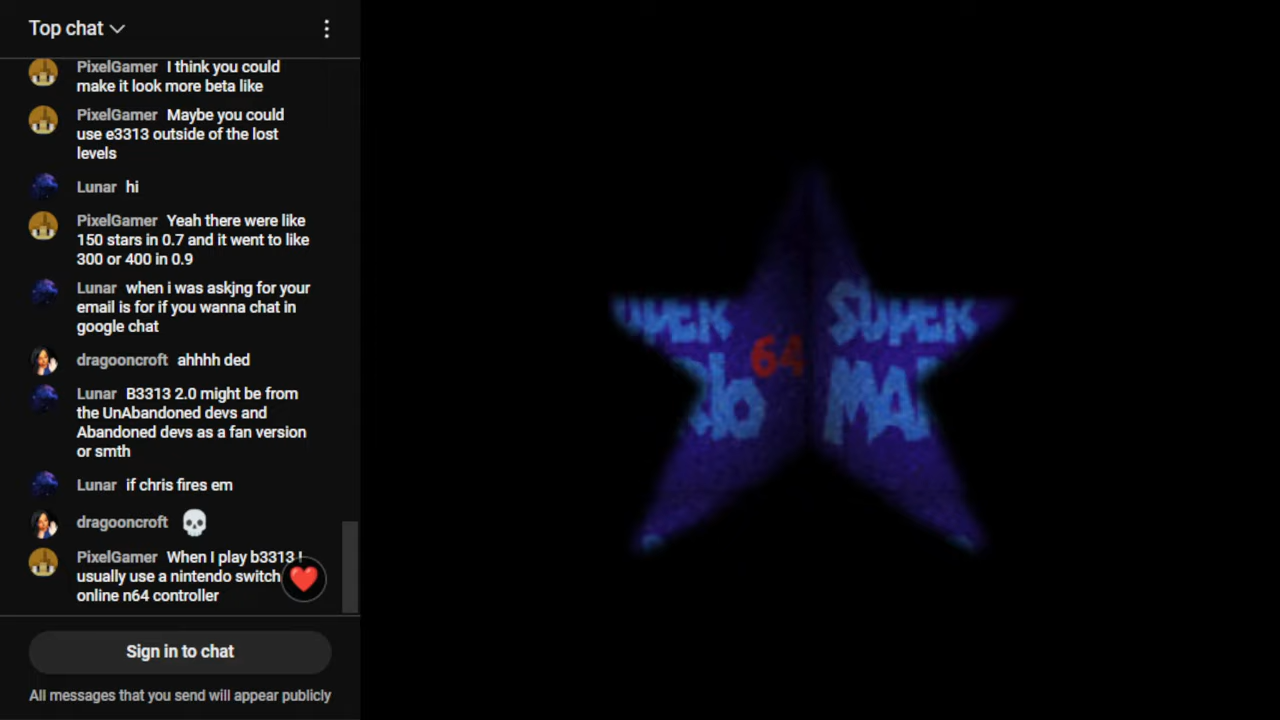 Top chat
PixelGamer I think you could
make it look more beta like
PixelGamer Maybe you could
use e3313 outside of the lost
levels
Lunar hi
PixelGamer Yeah there were like
150 stars in 0.7 and it went to like
300 or 400 in 0.9
Lunar when i was askjng for your
email is for if you wanna chat in
google chat
dragooncroft ahhhh ded
Lunar B3313 2.0 might be from
the UnAbandoned devs and
Abandoned devs as a fan version
or smth
Lunar if chris fires em
dragooncroft 💀
PixelGamer When I play b3313 I
usually use a nintendo switch
online n64 controller
Sign in to chat
All messages that you send will appear publicly
UPER
64
SUPER
MA